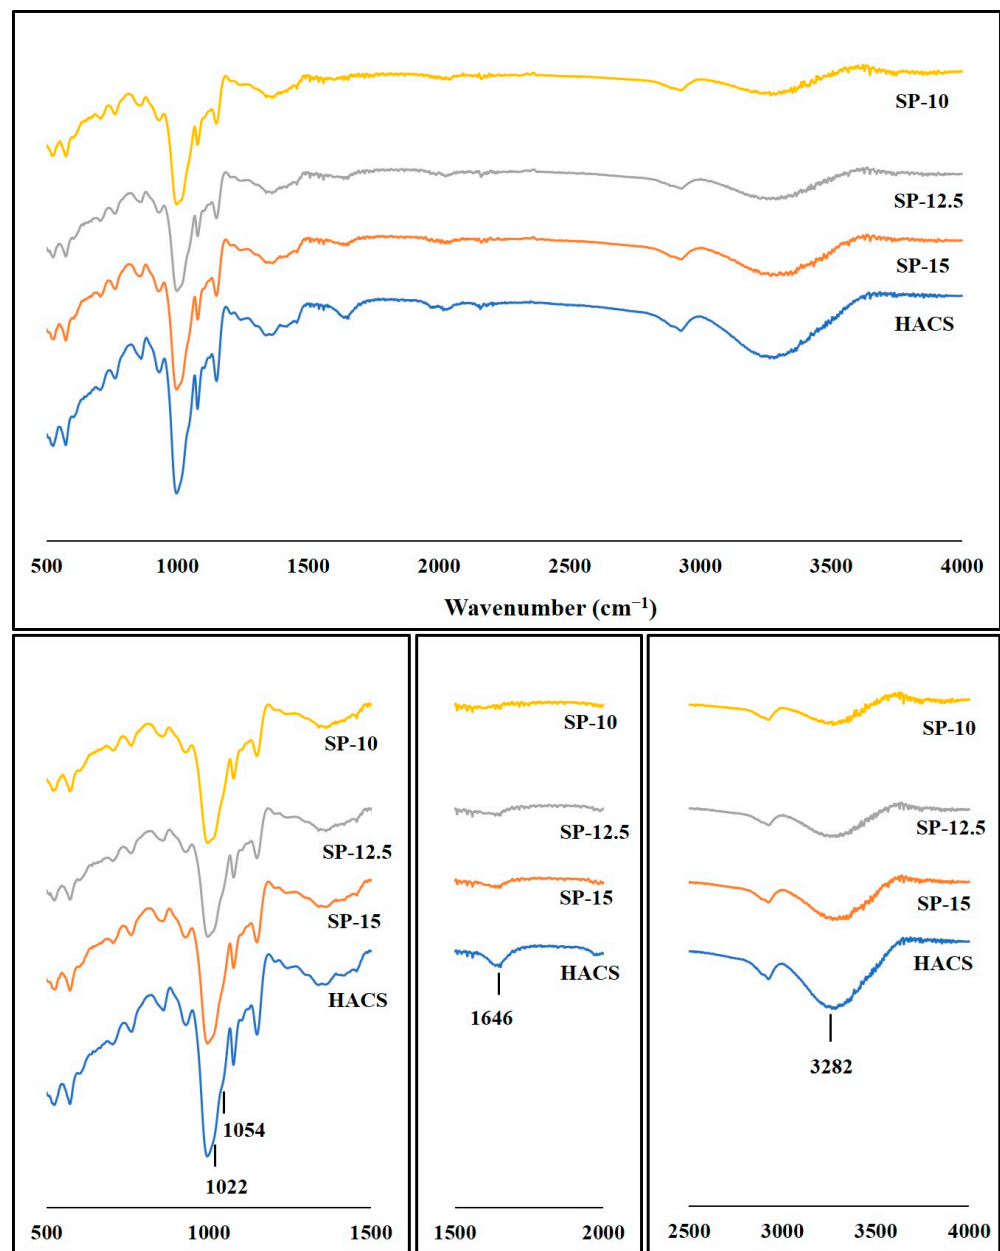 SP-10
SP-12.5
SP-15
HACS
500 1000 1500 2000 2500 3000 3500 4000
Wavenumber (cm⁻¹)
SP-10
SP-12.5
SP-15
HACS
1054
1022
500 1000 1500
SP-10
SP-12.5
SP-15
HACS
1646
1500 2000
SP-10
SP-12.5
SP-15
HACS
3282
2500 3000 3500 4000